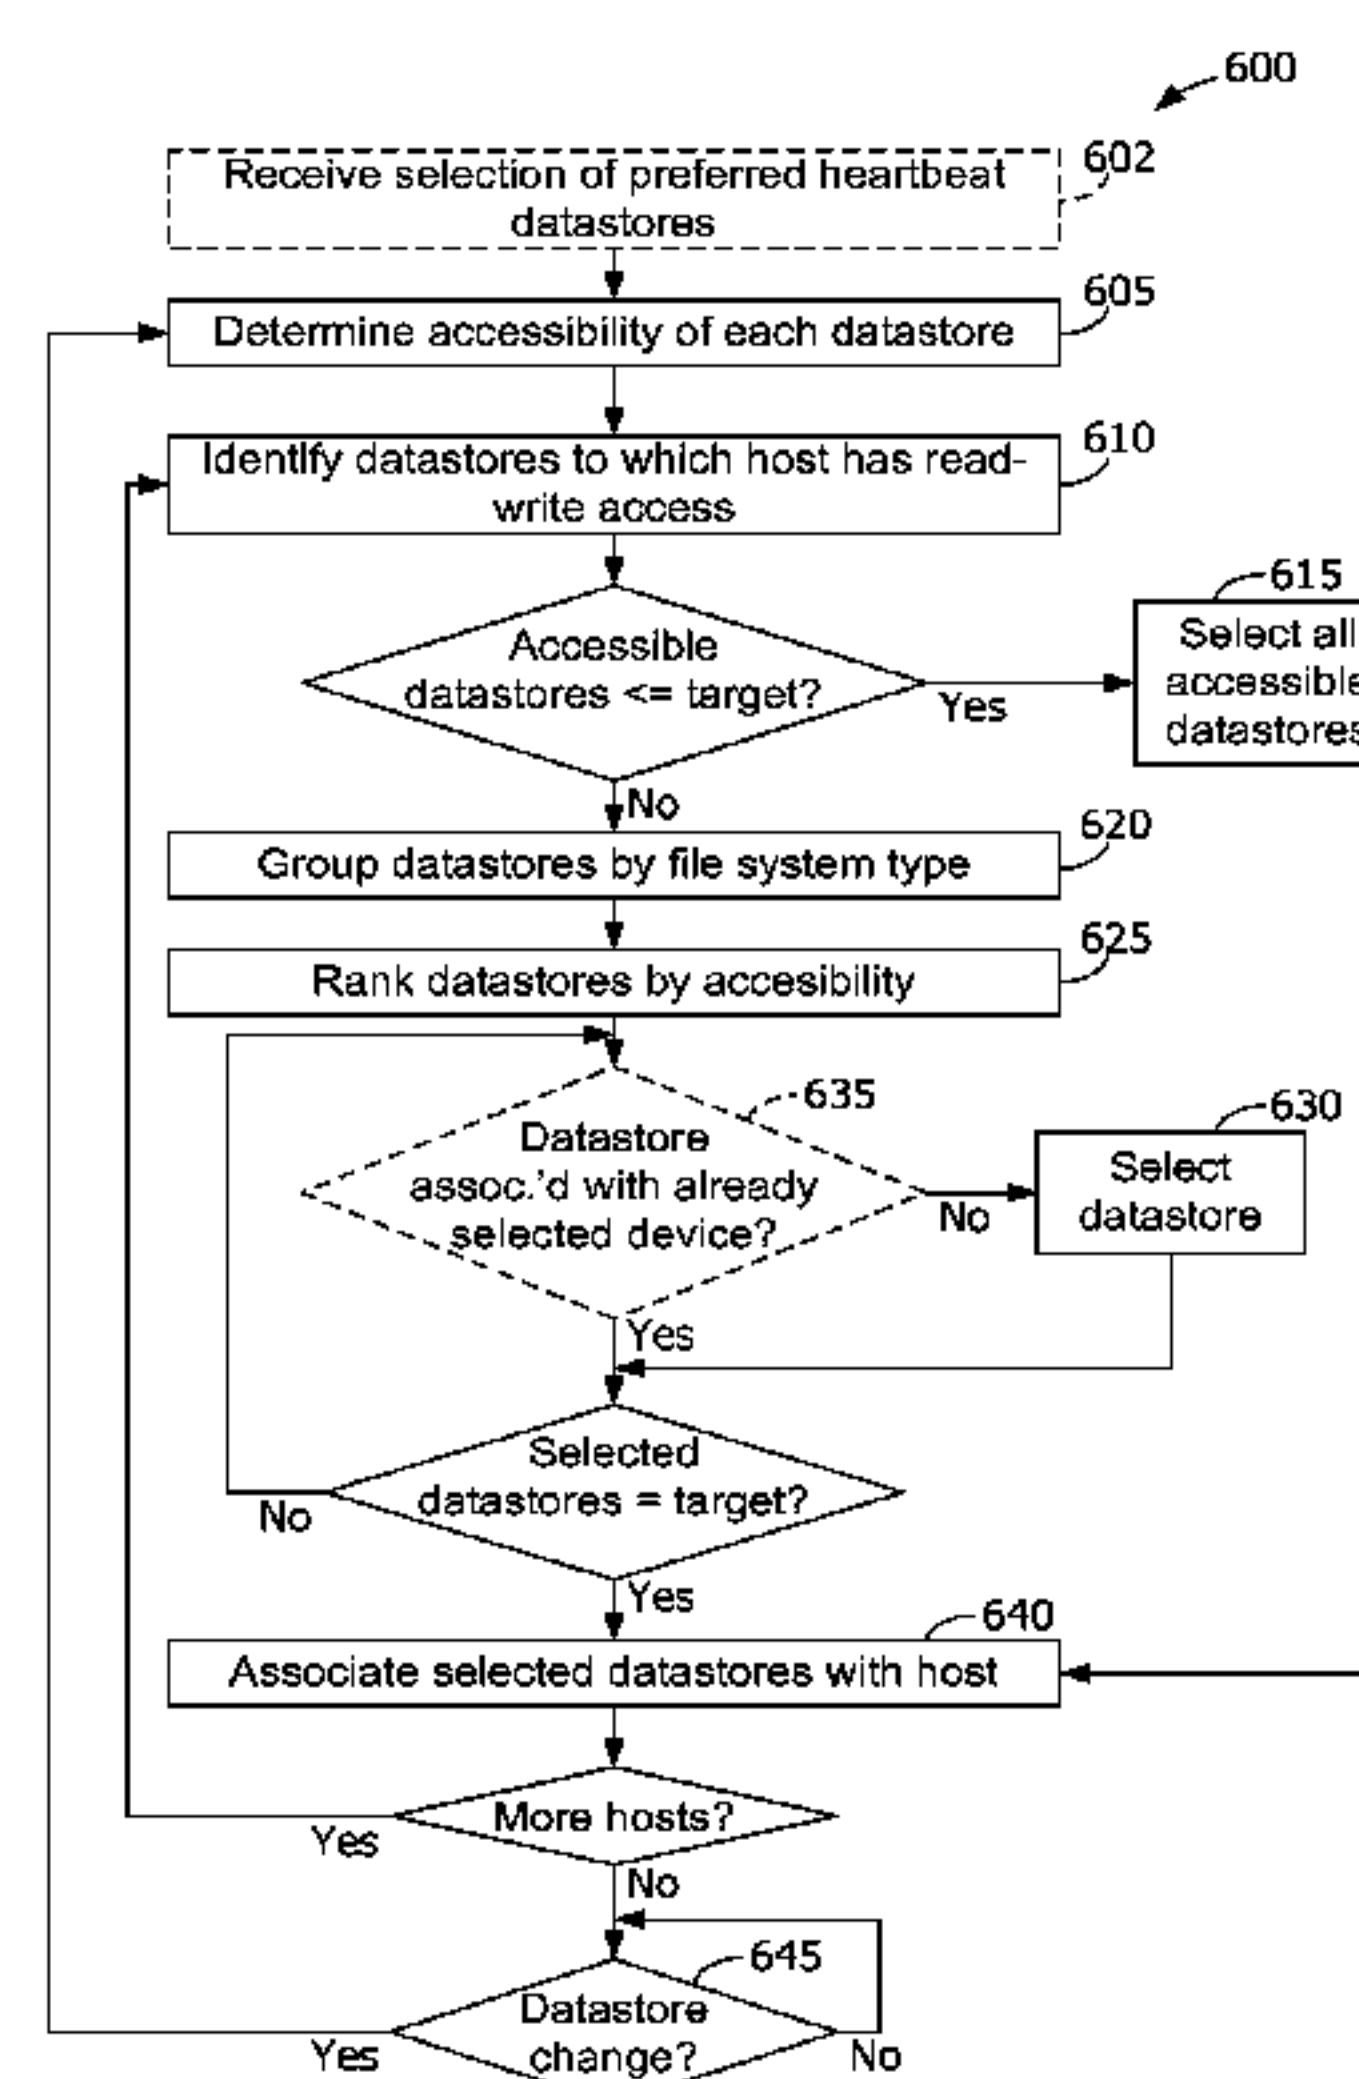 600
602
Receive selection of preferred heartbeat
datastores
605
Determine accessibility of each datastore
610
Identify datastores to which host has read-
write access
615
Select all
accessible
datastores
Accessible
datastores <= target?
Yes
No
620
Group datastores by file system type
625
Rank datastores by accesibility
635
Datastore
assoc.'d with already
selected device?
No
630
Select
datastore
Yes
Selected
datastores = target?
No
Yes
640
Associate selected datastores with host
More hosts?
Yes
No
645
Datastore
change?
Yes
No